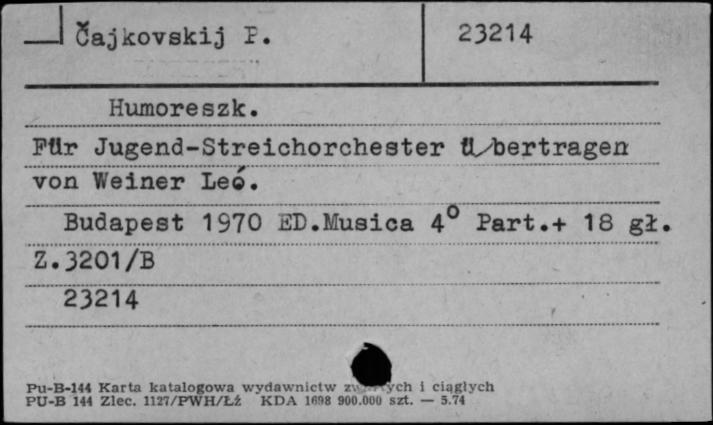 Čajkovskij P.
23214
Humoreszk.
Für Jugend-Streichorchester übertragen
von Weiner Leó.
Budapest 1970 ED.Musica 4° Part.+ 18 gł.
Z.3201/B
23214
Pu-B-144 Karta katalogowa wydawnictw i ciągłych
PU-B 144 Zlec. 1127/PWH/Łź KDA 1698 900.000 szt. — 5.74